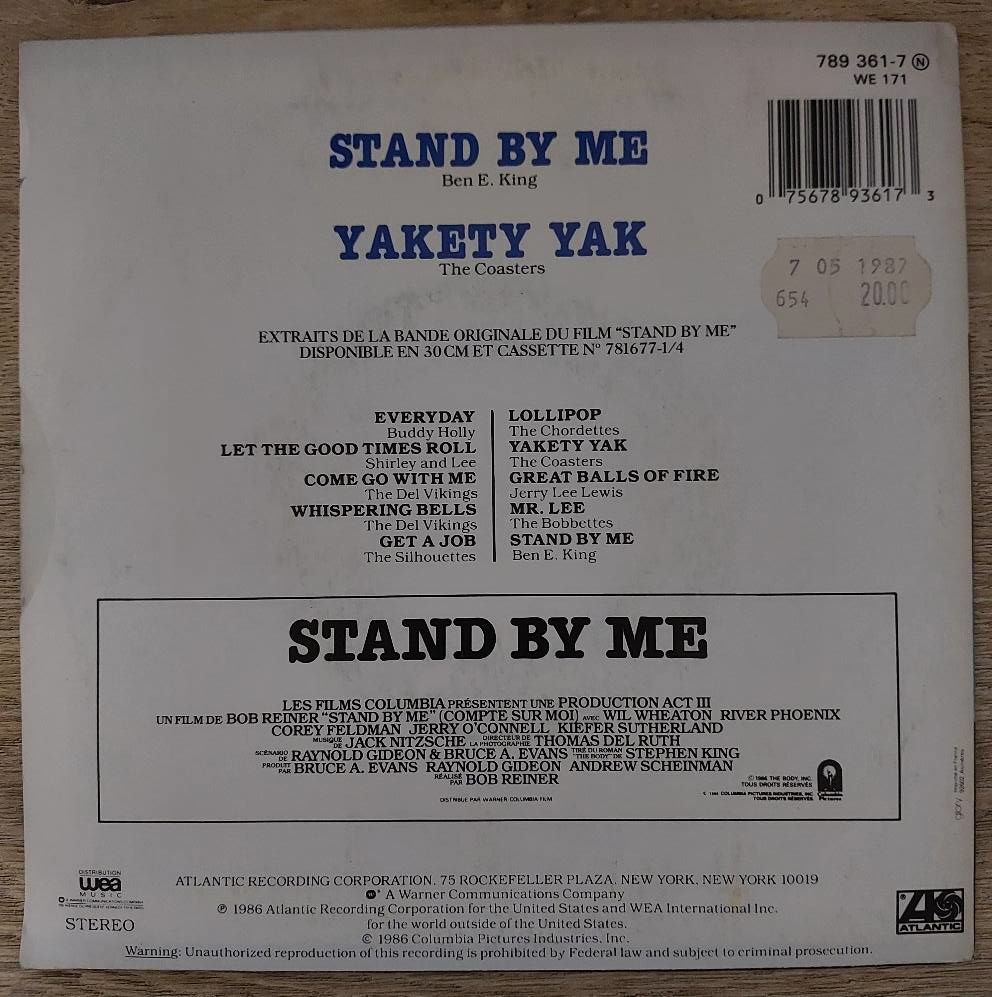 789 361-7 Ⓝ
WE 171
0 75678 93617 3
STAND BY ME
Ben E. King
YAKETY YAK
The Coasters
7 05 1987
654 20.00
EXTRAITS DE LA BANDE ORIGINALE DU FILM "STAND BY ME"
DISPONIBLE EN 30CM ET CASSETTE N° 781677-1/4
EVERYDAY
Buddy Holly
LET THE GOOD TIMES ROLL
Shirley and Lee
COME GO WITH ME
The Del Vikings
WHISPERING BELLS
The Del Vikings
GET A JOB
The Silhouettes
LOLLIPOP
The Chordettes
YAKETY YAK
The Coasters
GREAT BALLS OF FIRE
Jerry Lee Lewis
MR. LEE
The Bobbettes
STAND BY ME
Ben E. King
STAND BY ME
LES FILMS COLUMBIA PRÉSENTENT UNE PRODUCTION ACT III
UN FILM DE BOB REINER "STAND BY ME" (COMPTE SUR MOI) AVEC WIL WHEATON RIVER PHOENIX
COREY FELDMAN JERRY O'CONNELL KIEFER SUTHERLAND
MUSIQUE DE JACK NITZSCHE DIRECTEUR DE LA PHOTOGRAPHIE THOMAS DEL RUTH
SCÉNARIO DE RAYNOLD GIDEON & BRUCE A. EVANS TIRÉ DU ROMAN "THE BODY" DE STEPHEN KING
PRODUIT PAR BRUCE A. EVANS RAYNOLD GIDEON ANDREW SCHEINMAN
RÉALISÉ PAR BOB REINER
DISTRIBUÉ PAR WARNER COLUMBIA FILM
© 1986 THE BODY, INC.
TOUS DROITS RÉSERVÉS
© 1986 COLUMBIA PICTURES INDUSTRIES, INC.
TOUS DROITS RÉSERVÉS
Pictures
DISTRIBUTION
wea
MUSIC
STEREO
ATLANTIC RECORDING CORPORATION, 75 ROCKEFELLER PLAZA, NEW YORK, NEW YORK 10019
A Warner Communications Company
℗ 1986 Atlantic Recording Corporation for the United States and WEA International Inc.
for the world outside of the United States.
© 1986 Columbia Pictures Industries, Inc.
Warning: Unauthorized reproduction of this recording is prohibited by Federal law and subject to criminal prosecution.
ATLANTIC